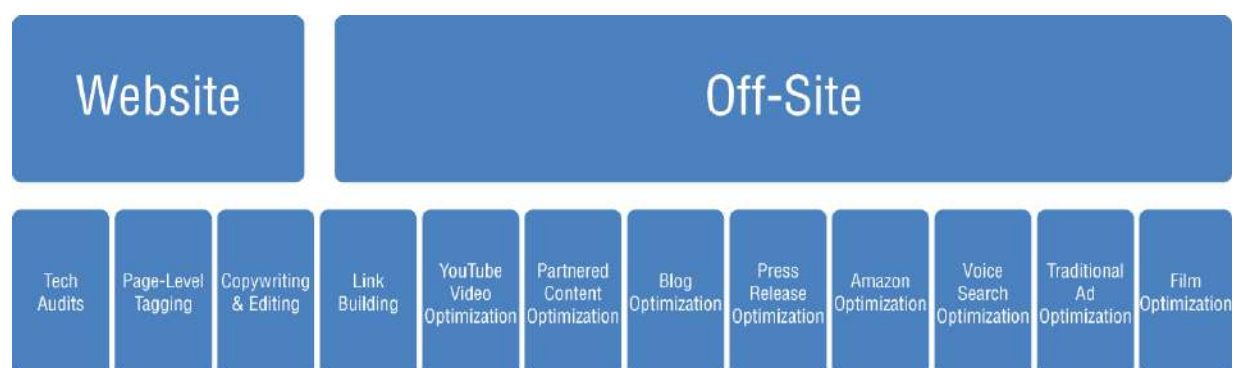 Website
Off-Site
Tech
Audits
Page-Level
Tagging
Copywriting
& Editing
Link
Building
YouTube
Video
Optimization
Partnered
Content
Optimization
Blog
Optimization
Press
Release
Optimization
Amazon
Optimization
Voice
Search
Optimization
Traditional
Ad
Optimization
Film
Optimization